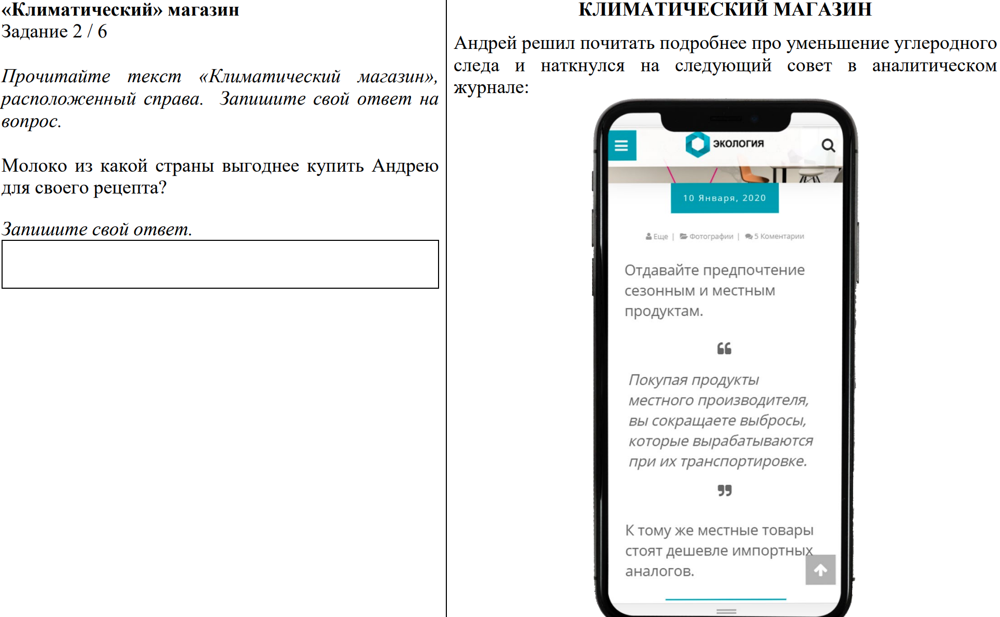 «Климатический» магазин
Задание 2 / 6
Прочитайте текст «Климатический магазин»,
расположенный справа. Запишите свой ответ на
вопрос.
Молоко из какой страны выгоднее купить Андрею
для своего рецепта?
Запишите свой ответ.
КЛИМАТИЧЕСКИЙ МАГАЗИН
Андрей решил почитать подробнее про уменьшение углеродного
следа и наткнулся на следующий совет в аналитическом
журнале:
ЭКОЛОГИЯ
10 Января, 2020
Еще | Фотографии | 5 Коментарии
Отдавайте предпочтение
сезонным и местным
продуктам.
“
Покупая продукты
местного производителя,
вы сокращаете выбросы,
которые вырабатываются
при их транспортировке.
”
К тому же местные товары
стоят дешевле импортных
аналогов.